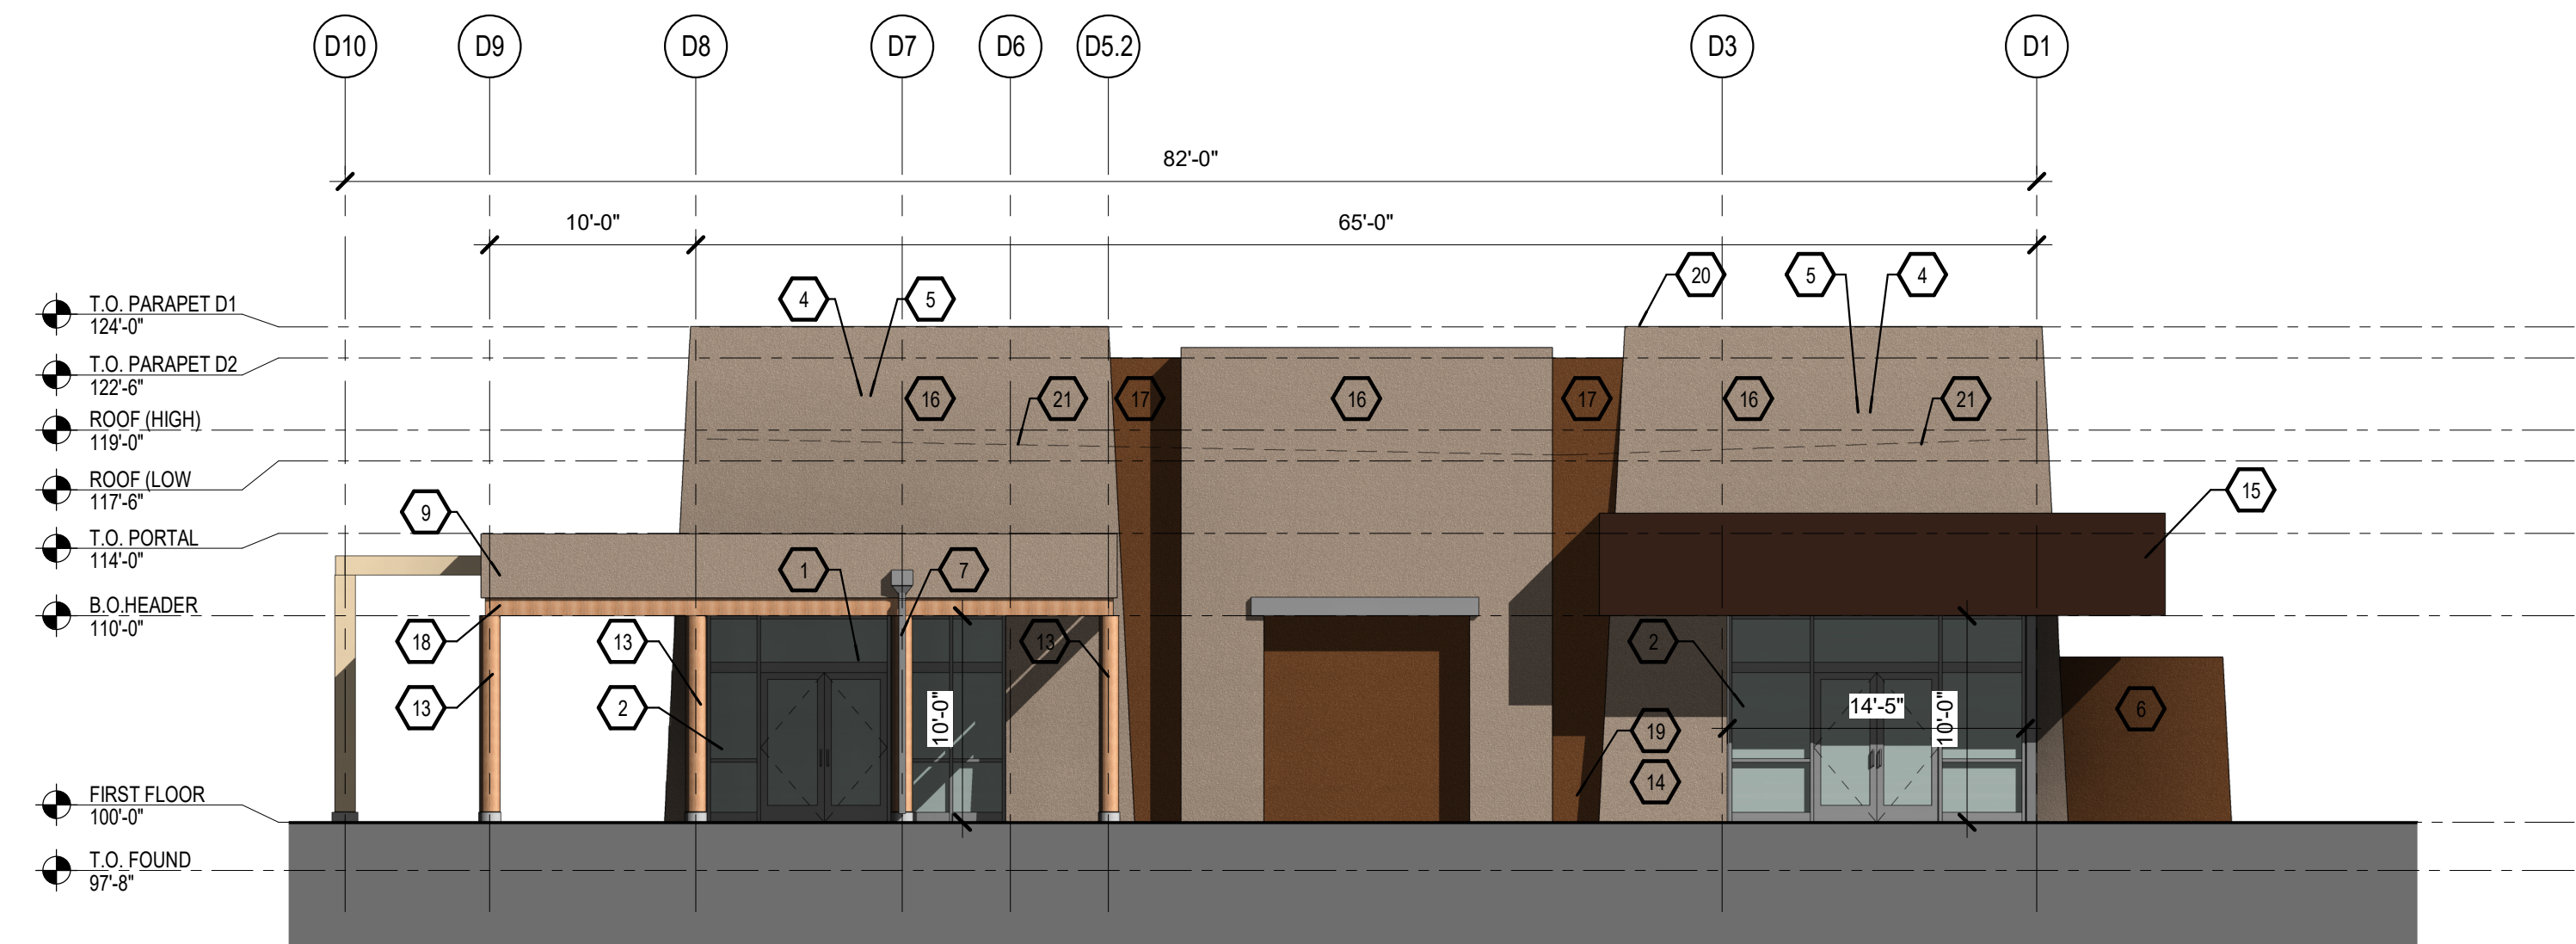 D10 D9 D8 D7 D6 D5.2 D3 D1
82'-0"
10'-0" 65'-0"
20 5 4
4 5
T.O. PARAPET D1
124'-0"
T.O. PARAPET D2
122'-6"
16 21 17 16 17 16 21
ROOF (HIGH)
119'-0"
ROOF (LOW
117'-6"
15
9
T.O. PORTAL
114'-0"
1 7
B.O.HEADER
110'-0"
18 13 13 2
13 2 10'-0" 14'-5" 10'-0" 6
19
14
FIRST FLOOR
100'-0"
T.O. FOUND
97'-8"